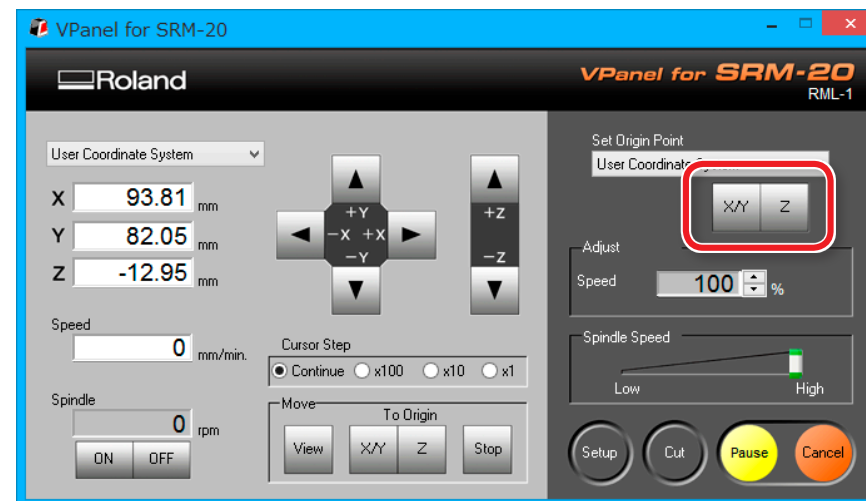 VPanel for SRM-20
Roland
VPanel for SRM-20
RML-1
User Coordinate System
X 93.81 mm
Y 82.05 mm
Z -12.95 mm
Speed
0 mm/min.
Spindle
0 rpm
ON OFF
+Y
-X +X
-Y
+Z
-Z
Cursor Step
Continue x100 x10 x1
Move
To Origin
View X/Y Z Stop
Set Origin Point
User Coordinate System
X/Y Z
Adjust
Speed 100 %
Spindle Speed
Low High
Setup Cut Pause Cancel